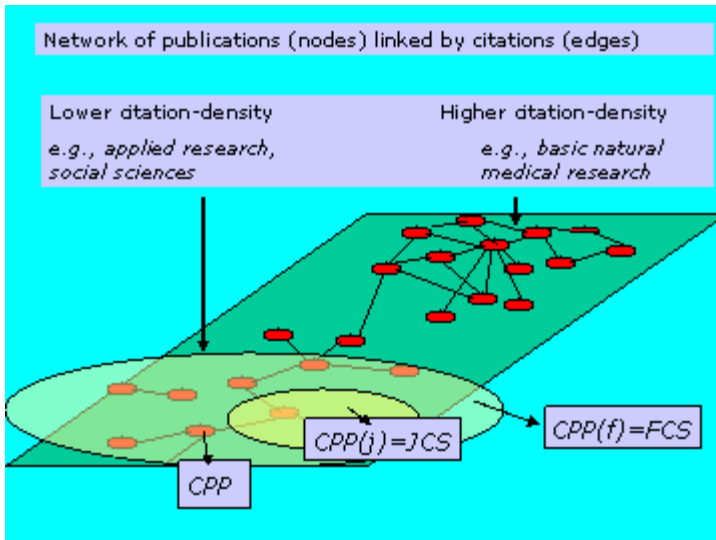 Network of publications (nodes) linked by citations (edges)
Lower citation-density
e.g., applied research,
social sciences
Higher citation-density
e.g., basic natural
medical research
CPP(j)=JCS
CPP(f)=FCS
CPP